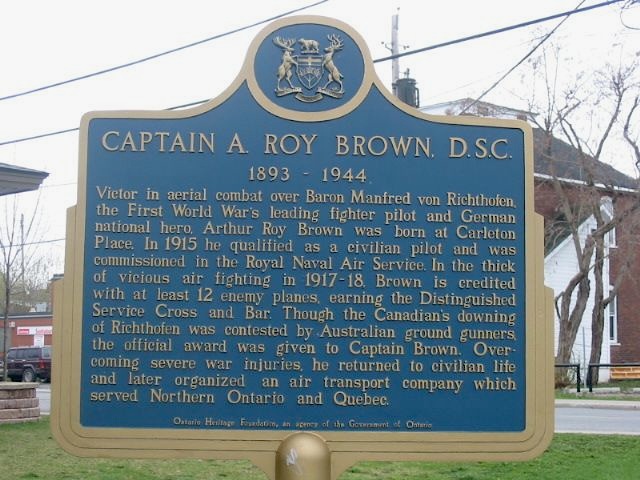 CAPTAIN A. ROY BROWN, D.S.C.
1893 - 1944
Victor in aerial combat over Baron Manfred von Richthofen,
the First World War's leading fighter pilot and German
national hero, Arthur Roy Brown was born at Carleton
Place. In 1915 he qualified as a civilian pilot and was
commissioned in the Royal Naval Air Service. In the thick
of vicious air fighting in 1917-18, Brown is credited
with at least 12 enemy planes, earning the Distinguished
Service Cross and Bar. Though the Canadian's downing
of Richthofen was contested by Australian ground gunners,
the official award was given to Captain Brown. Over-
coming severe war injuries, he returned to civilian life
and later organized an air transport company which
served Northern Ontario and Quebec.
Ontario Heritage Foundation, an agency of the Government of Ontario